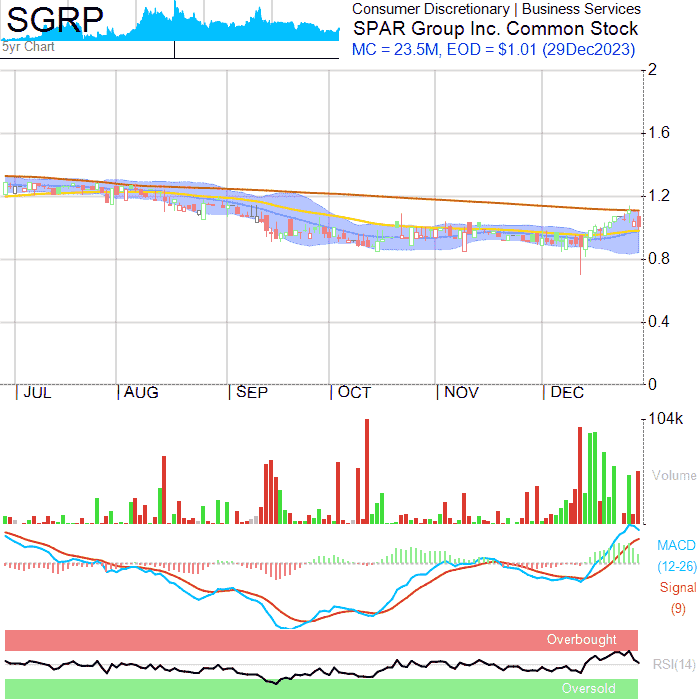 SGRP
5yr Chart
Consumer Discretionary | Business Services
SPAR Group Inc. Common Stock
MC = 23.5M, EOD = $1.01 (29Dec2023)
2
1.6
1.2
0.8
0.4
0
| JUL | AUG | SEP | OCT | NOV | DEC
104k
Volume
MACD
(12-26)
Signal
(9)
Overbought
RSI(14)
Oversold